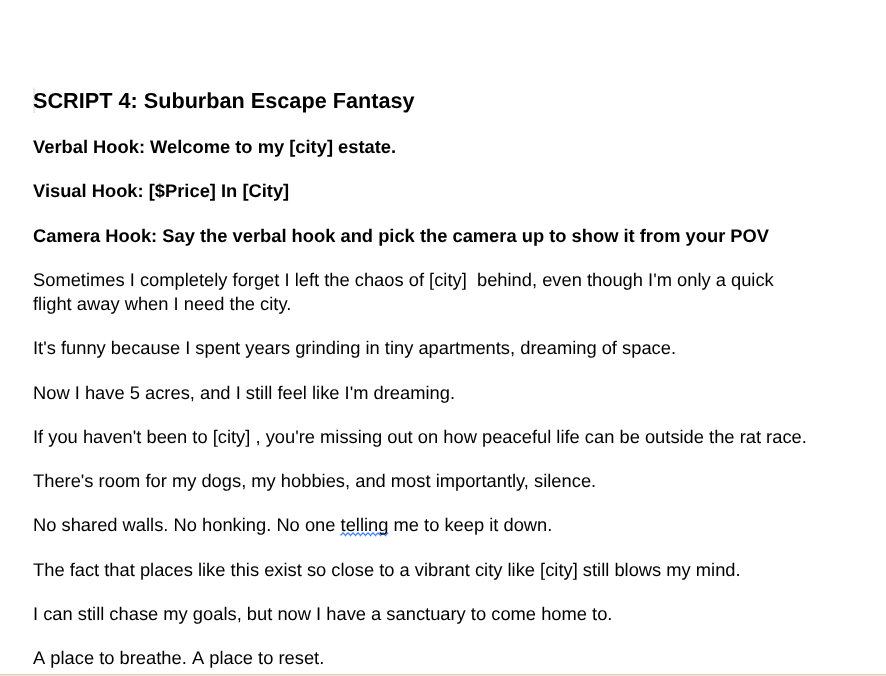 SCRIPT 4: Suburban Escape Fantasy
Verbal Hook: Welcome to my [city] estate.
Visual Hook: [$Price] In [City]
Camera Hook: Say the verbal hook and pick the camera up to show it from your POV
Sometimes I completely forget I left the chaos of [city]  behind, even though I'm only a quick
flight away when I need the city.
It's funny because I spent years grinding in tiny apartments, dreaming of space.
Now I have 5 acres, and I still feel like I'm dreaming.
If you haven't been to [city] , you're missing out on how peaceful life can be outside the rat race.
There's room for my dogs, my hobbies, and most importantly, silence.
No shared walls. No honking. No one telling me to keep it down.
The fact that places like this exist so close to a vibrant city like [city] still blows my mind.
I can still chase my goals, but now I have a sanctuary to come home to.
A place to breathe. A place to reset.